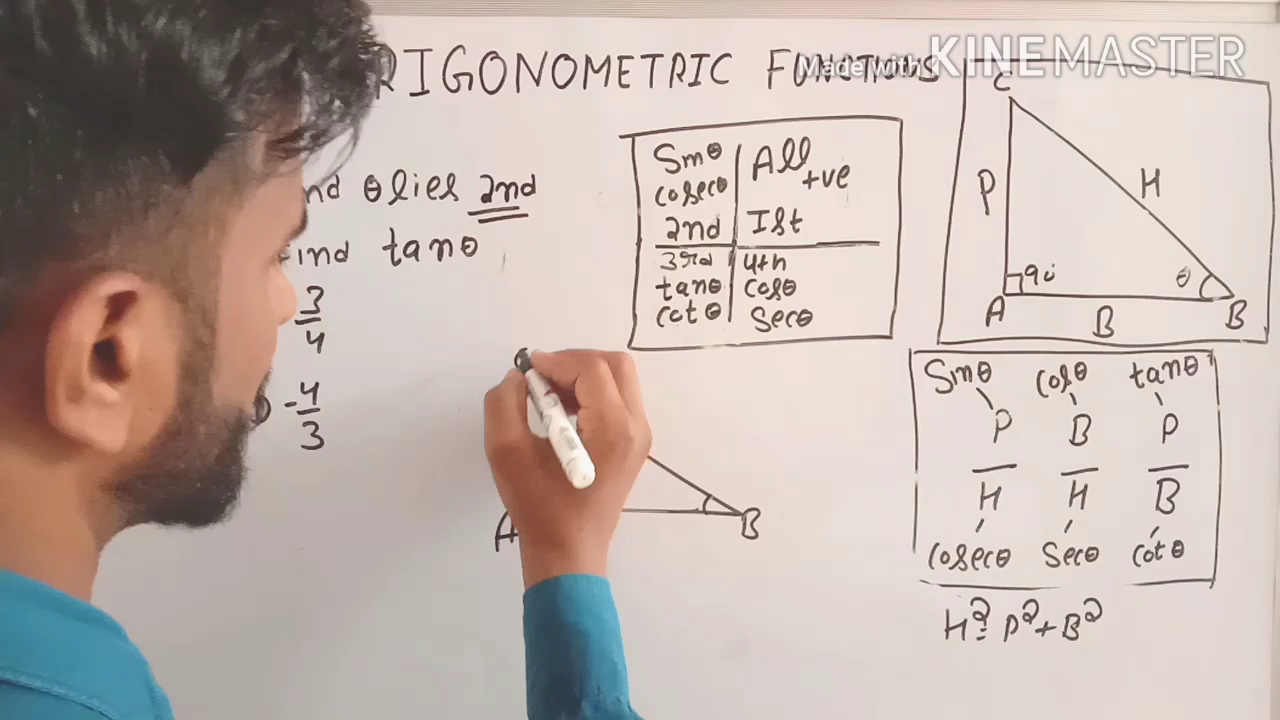 RIGONOMETRIC FUNCTIONS
Made with KINEMASTER
nd θ lies 2nd
ind tanθ
3
4
-4
3
Sinθ
cosecθ
2nd
All
+ve
Ist
3rd
tanθ
cotθ
4th
cosθ
Secθ
C
P
H
90°
θ
A
B
B
A
B
Sinθ cosθ tanθ
P B P
H H B
cosecθ Secθ cotθ
H²= P²+B²